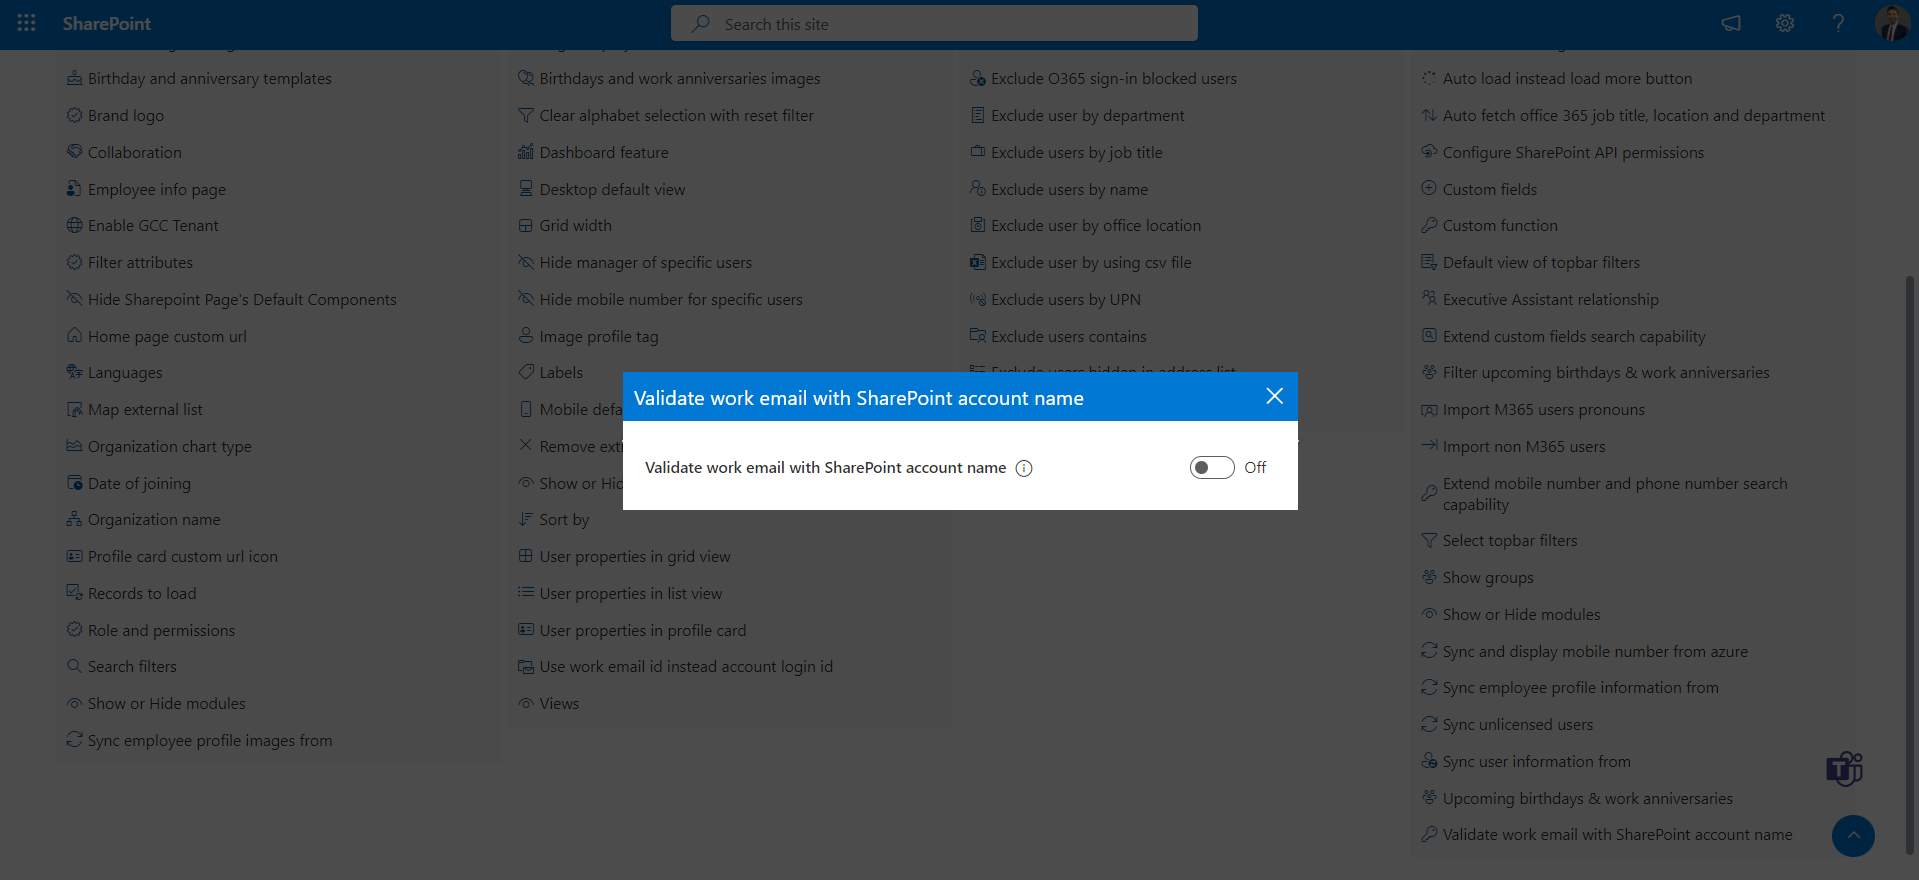 SharePoint
Search this site
Birthday and anniversary templates
Brand logo
Collaboration
Employee info page
Enable GCC Tenant
Filter attributes
Hide Sharepoint Page's Default Components
Home page custom url
Languages
Map external list
Organization chart type
Date of joining
Organization name
Profile card custom url icon
Records to load
Role and permissions
Search filters
Show or Hide modules
Sync employee profile images from
Birthdays and work anniversaries images
Clear alphabet selection with reset filter
Dashboard feature
Desktop default view
Grid width
Hide manager of specific users
Hide mobile number for specific users
Image profile tag
Labels
Mobile defa
Remove ext
Show or Hid
Sort by
User properties in grid view
User properties in list view
User properties in profile card
Use work email id instead account login id
Views
Exclude O365 sign-in blocked users
Exclude user by department
Exclude users by job title
Exclude users by name
Exclude user by office location
Exclude user by using csv file
Exclude users by UPN
Exclude users contains
Exclude users hidden in address list
Auto load instead load more button
Auto fetch office 365 job title, location and department
Configure SharePoint API permissions
Custom fields
Custom function
Default view of topbar filters
Executive Assistant relationship
Extend custom fields search capability
Filter upcoming birthdays & work anniversaries
Import M365 users pronouns
Import non M365 users
Extend mobile number and phone number search
capability
Select topbar filters
Show groups
Show or Hide modules
Sync and display mobile number from azure
Sync employee profile information from
Sync unlicensed users
Sync user information from
Upcoming birthdays & work anniversaries
Validate work email with SharePoint account name
Validate work email with SharePoint account name
Validate work email with SharePoint account name
Off